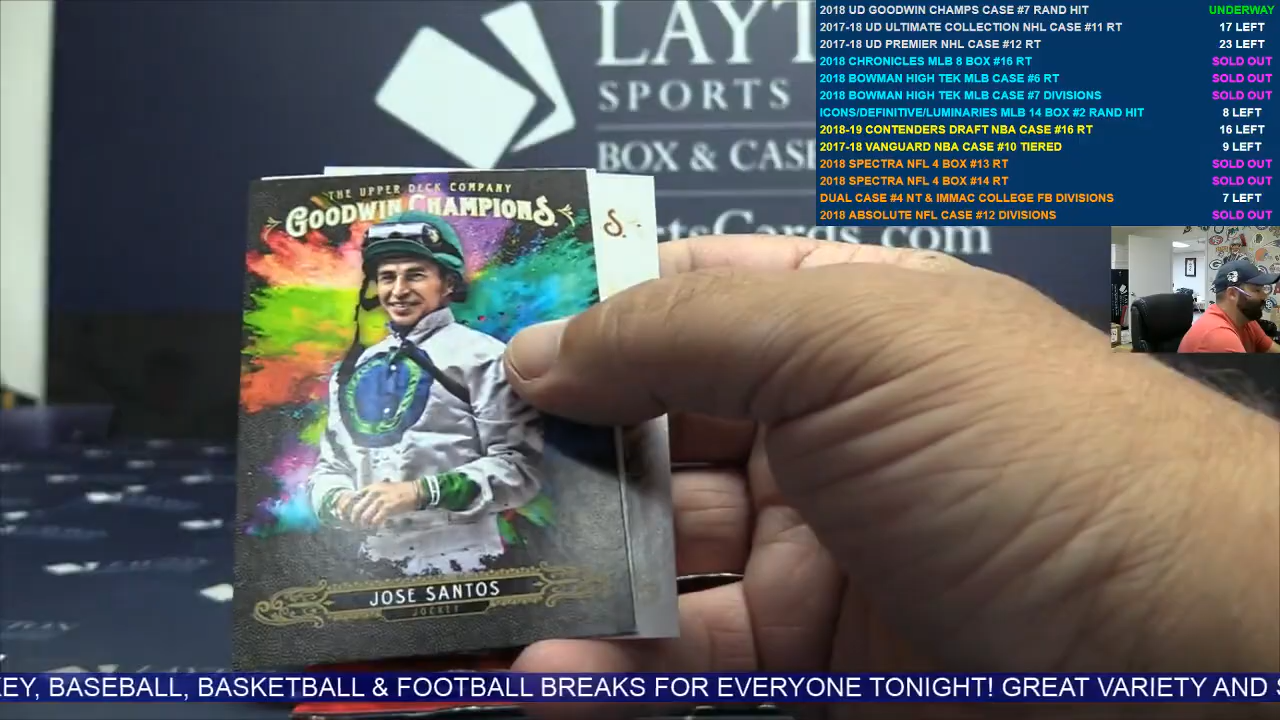 2018 UD GOODWIN CHAMPS CASE #7 RAND HIT UNDERWAY
2017-18 UD ULTIMATE COLLECTION NHL CASE #11 RT 17 LEFT
2017-18 UD PREMIER NHL CASE #12 RT 23 LEFT
2018 CHRONICLES MLB 8 BOX #16 RT SOLD OUT
2018 BOWMAN HIGH TEK MLB CASE #6 RT SOLD OUT
2018 BOWMAN HIGH TEK MLB CASE #7 DIVISIONS SOLD OUT
ICONS/DEFINITIVE/LUMINARIES MLB 14 BOX #2 RAND HIT 8 LEFT
2018-19 CONTENDERS DRAFT NBA CASE #16 RT 16 LEFT
2017-18 VANGUARD NBA CASE #10 TIERED 9 LEFT
2018 SPECTRA NFL 4 BOX #13 RT SOLD OUT
2018 SPECTRA NFL 4 BOX #14 RT SOLD OUT
DUAL CASE #4 NT & IMMAC COLLEGE FB DIVISIONS 7 LEFT
2018 ABSOLUTE NFL CASE #12 DIVISIONS SOLD OUT
LAYT
SPORTS
BOX & CAS
rtsCards.com
THE UPPER DECK COMPANY
GOODWIN CHAMPIONS
S.
JOSE SANTOS
JOCKEY
EY, BASEBALL, BASKETBALL & FOOTBALL BREAKS FOR EVERYONE TONIGHT! GREAT VARIETY AND S